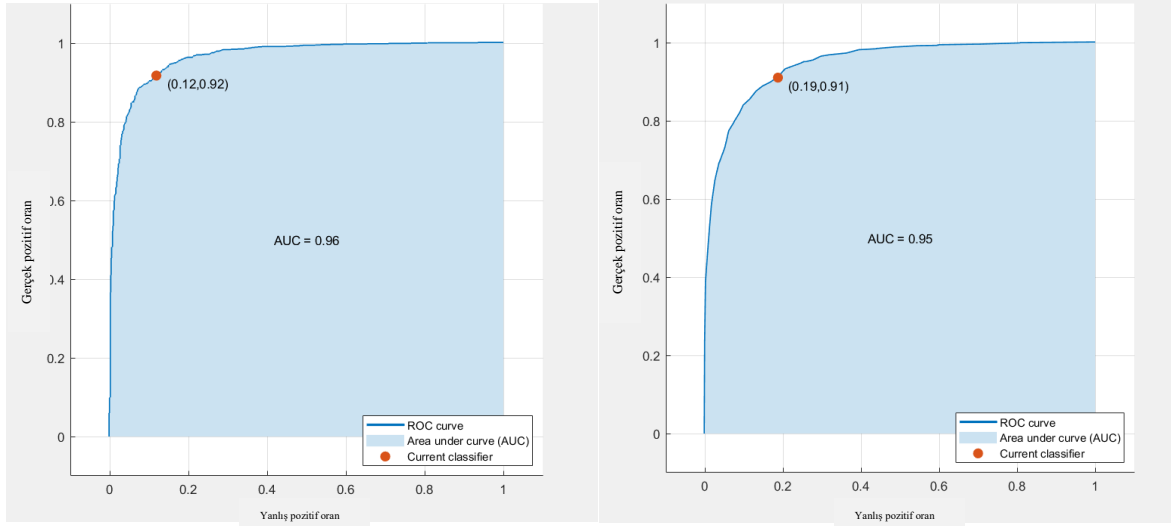 1
0.8
0.6
0.4
0.2
0
Gerçek pozitif oran
(0.12,0.92)
AUC = 0.96
ROC curve
Area under curve (AUC)
Current classifier
0 0.2 0.4 0.6 0.8 1
Yanlış pozitif oran
1
0.8
0.6
0.4
0.2
0
Gerçek pozitif oran
(0.19,0.91)
AUC = 0.95
ROC curve
Area under curve (AUC)
Current classifier
0 0.2 0.4 0.6 0.8 1
Yanlış pozitif oran